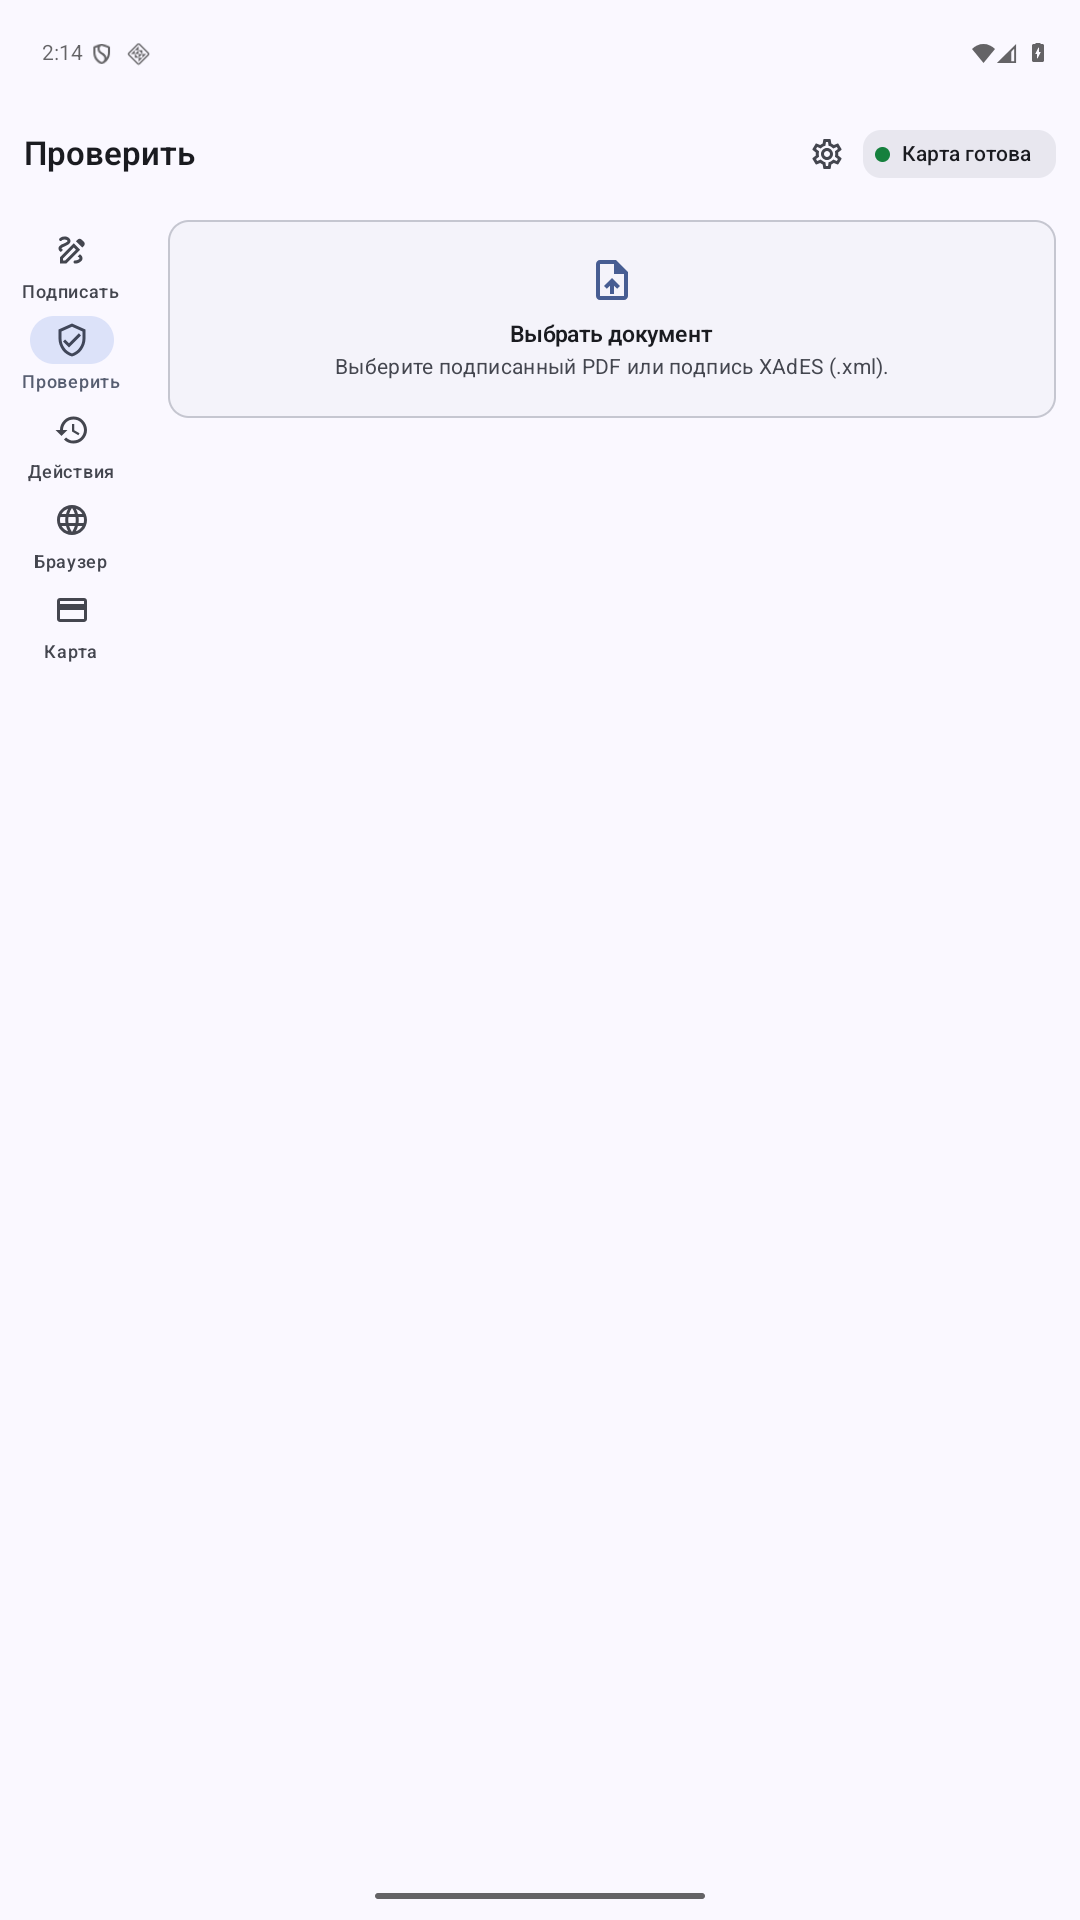 2:14
Проверить
Карта готова
Подписать
Проверить
Действия
Браузер
Карта
Выбрать документ
Выберите подписанный PDF или подпись XAdES (.xml).